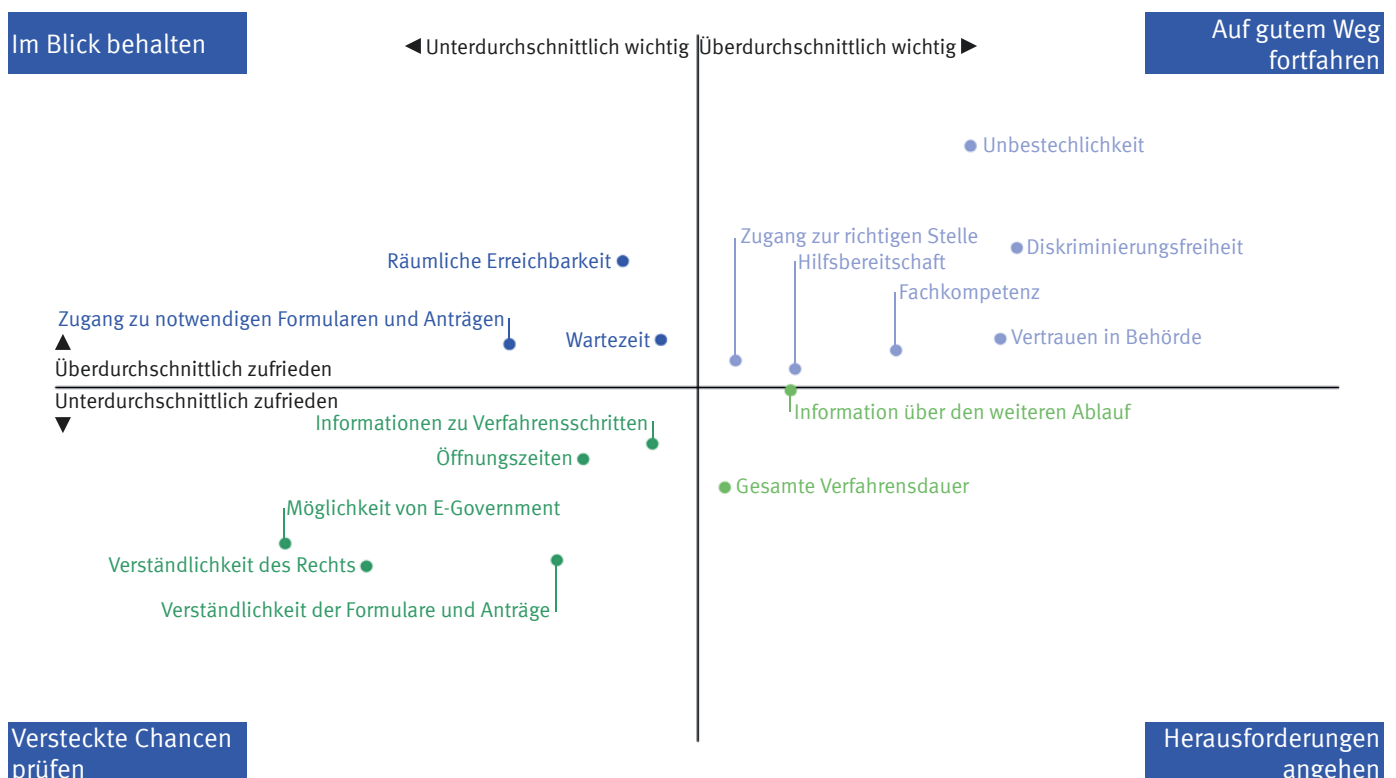 Im Blick behalten
◀ Unterdurchschnittlich wichtig
Überdurchschnittlich wichtig ▶
Auf gutem Weg
fortfahren
Unbestechlichkeit
Zugang zur richtigen Stelle
Diskriminierungsfreiheit
Räumliche Erreichbarkeit
Hilfsbereitschaft
Fachkompetenz
Zugang zu notwendigen Formularen und Anträgen
Wartezeit
Vertrauen in Behörde
▲
Überdurchschnittlich zufrieden
Unterdurchschnittlich zufrieden
▼
Information über den weiteren Ablauf
Informationen zu Verfahrensschritten
Öffnungszeiten
Gesamte Verfahrensdauer
Möglichkeit von E-Government
Verständlichkeit des Rechts
Verständlichkeit der Formulare und Anträge
Versteckte Chancen
prüfen
Herausforderungen
angehen